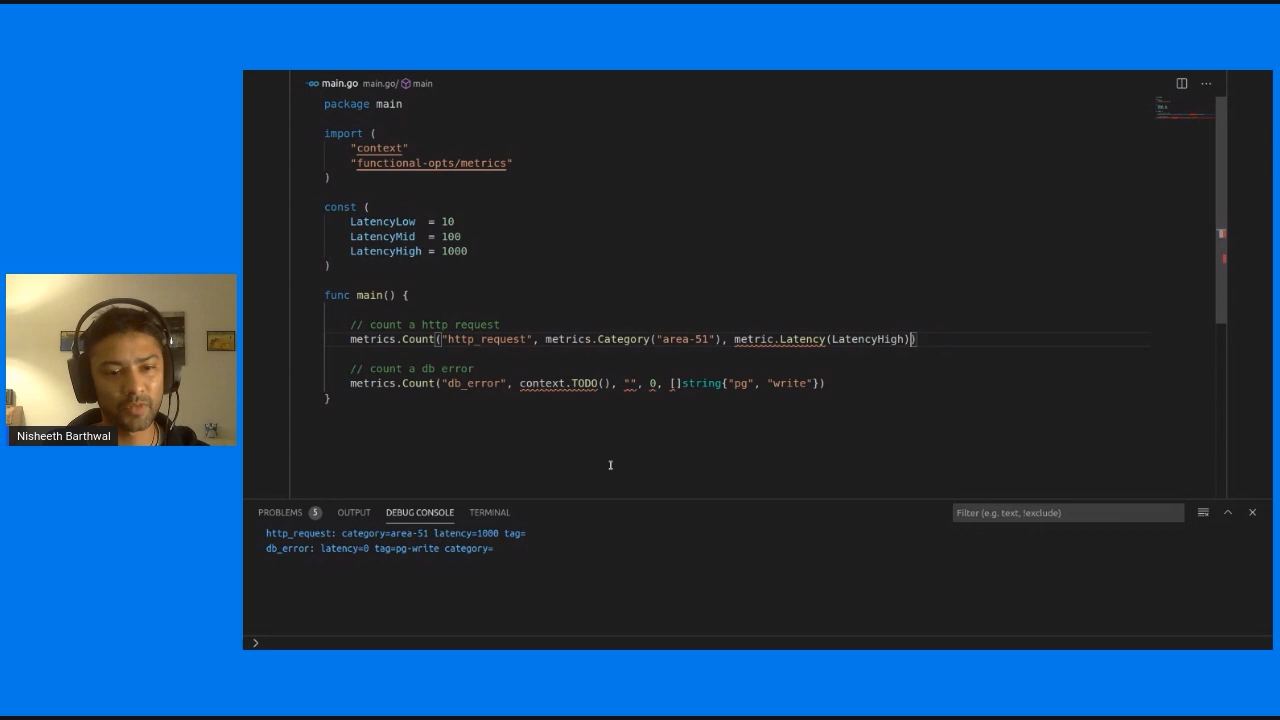 main.go main.go/ main
package main
import (
"context"
"functional-opts/metrics"
)
const (
LatencyLow = 10
LatencyMid = 100
LatencyHigh = 1000
)
func main() {
// count a http request
metrics.Count("http_request", metrics.Category("area-51"), metric.Latency(LatencyHigh))
// count a db error
metrics.Count("db_error", context.TODO(), "", 0, []string{"pg", "write"})
}
Nisheeth Barthwal
PROBLEMS 5 OUTPUT DEBUG CONSOLE TERMINAL Filter (e.g. text, !exclude)
http_request: category=area-51 latency=1000 tag=
db_error: latency=0 tag=pg-write category=